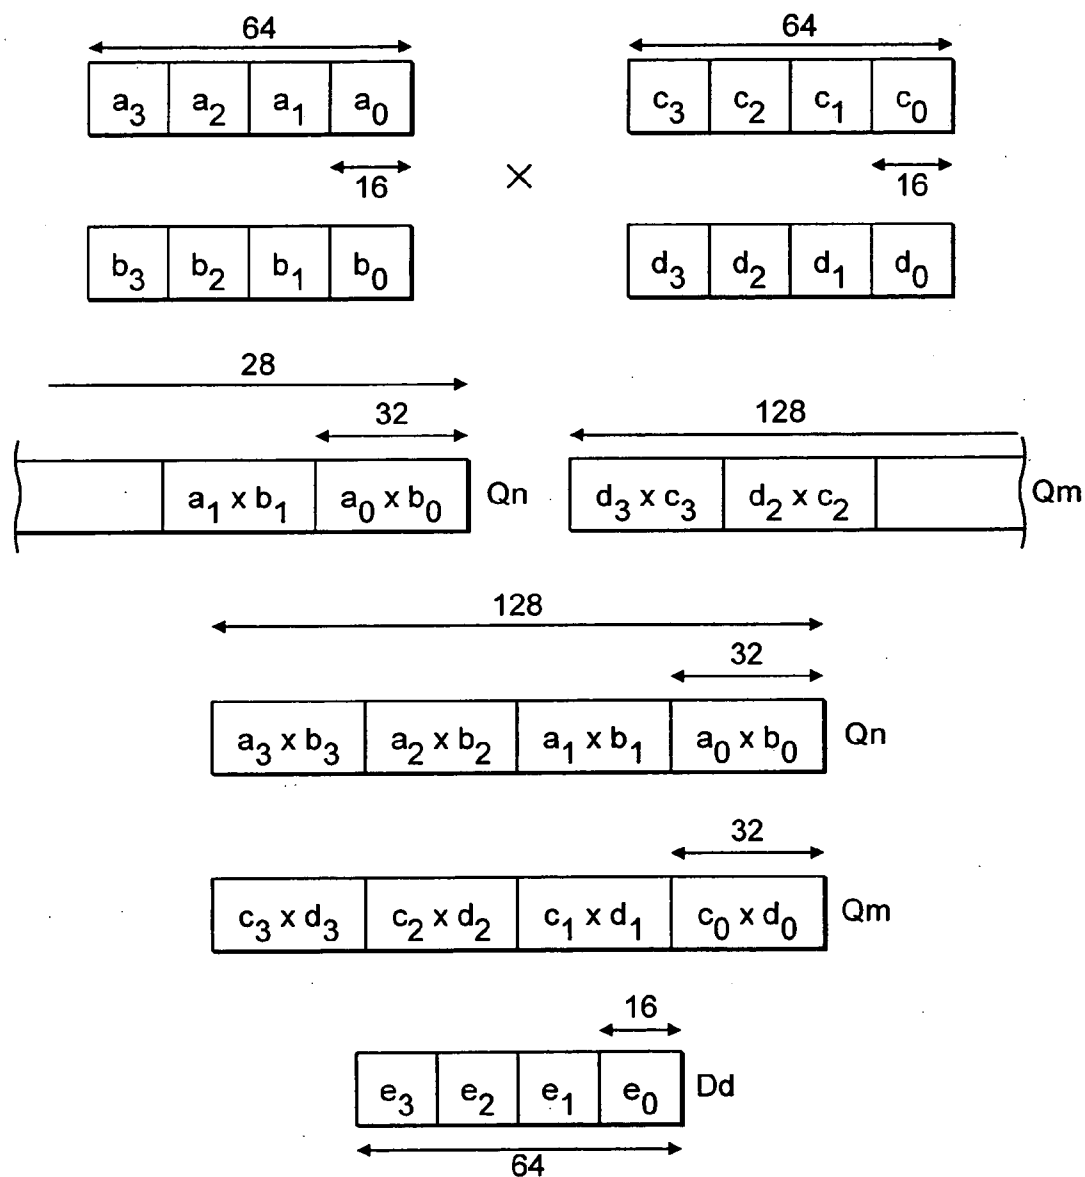 64 64
a3 a2 a1 a0 c3 c2 c1 c0
16 × 16
b3 b2 b1 b0 d3 d2 d1 d0
28
32 128
a1 x b1 a0 x b0 Qn d3 x c3 d2 x c2 Qm
128
32
a3 x b3 a2 x b2 a1 x b1 a0 x b0 Qn
32
c3 x d3 c2 x d2 c1 x d1 c0 x d0 Qm
16
e3 e2 e1 e0 Dd
64